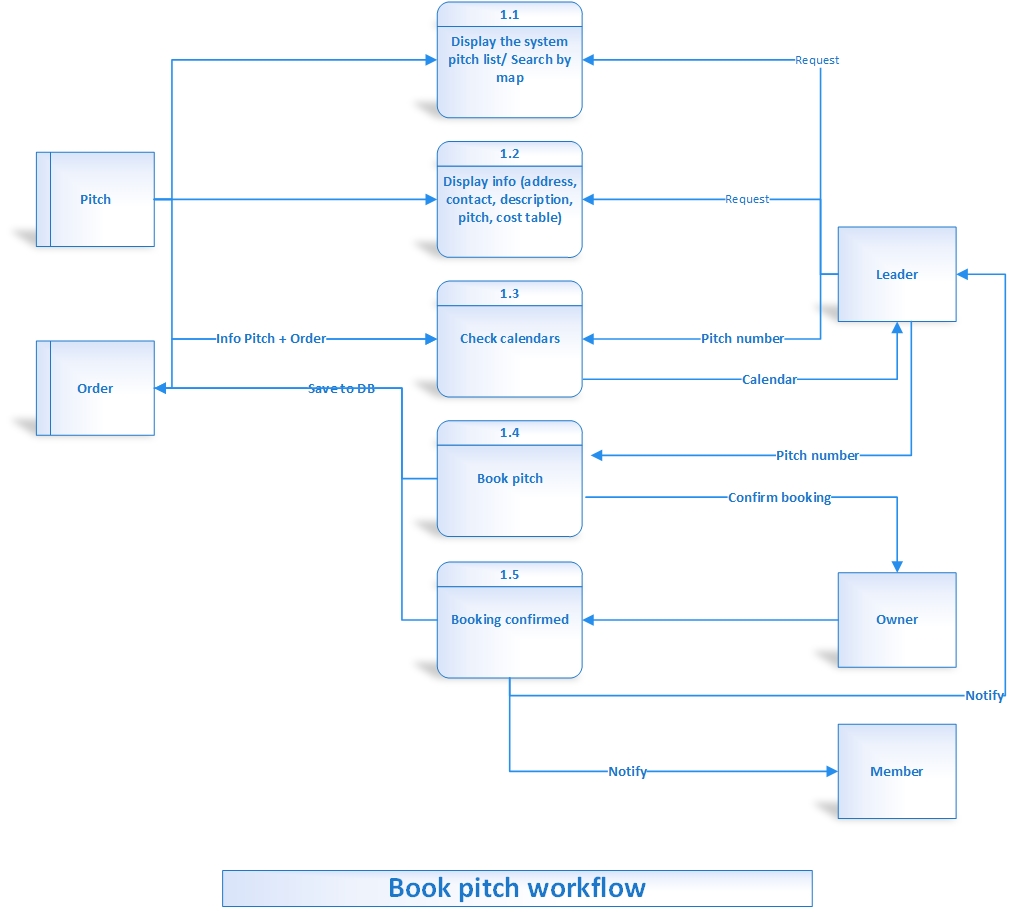 1.1
Display the system
pitch list/ Search by
map
Request
1.2
Display info (address,
contact, description,
pitch, cost table)
Request
Pitch
Leader
1.3
Check calendars
Info Pitch + Order
Pitch number
Calendar
Order
Save to DB
1.4
Book pitch
Pitch number
Confirm booking
1.5
Booking confirmed
Owner
Notify
Notify
Member
Book pitch workflow